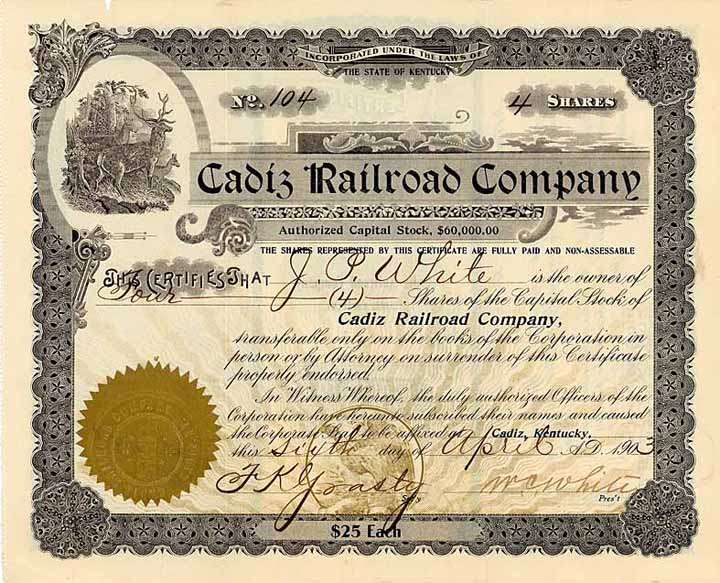 INCORPORATED UNDER THE LAWS OF
THE STATE OF KENTUCKY
No. 104
4 SHARES
Cadiz Railroad Company
Authorized Capital Stock, $60,000.00
THE SHARES REPRESENTED BY THIS CERTIFICATE ARE FULLY PAID AND NON-ASSESSABLE
THIS CERTIFIES THAT J. P. White is the owner of
Four (4) Shares of the Capital Stock of
Cadiz Railroad Company,
transferable only on the books of the Corporation in
person or by Attorney on surrender of this Certificate
properly endorsed.
In Witness Whereof, the duly authorized Officers of the
Corporation have hereunto subscribed their names and caused
the Corporate Seal to be affixed at Cadiz, Kentucky,
this sixth day of April A.D. 1903
F K Grasty Sec'y
W C White Pres't
$25 Each